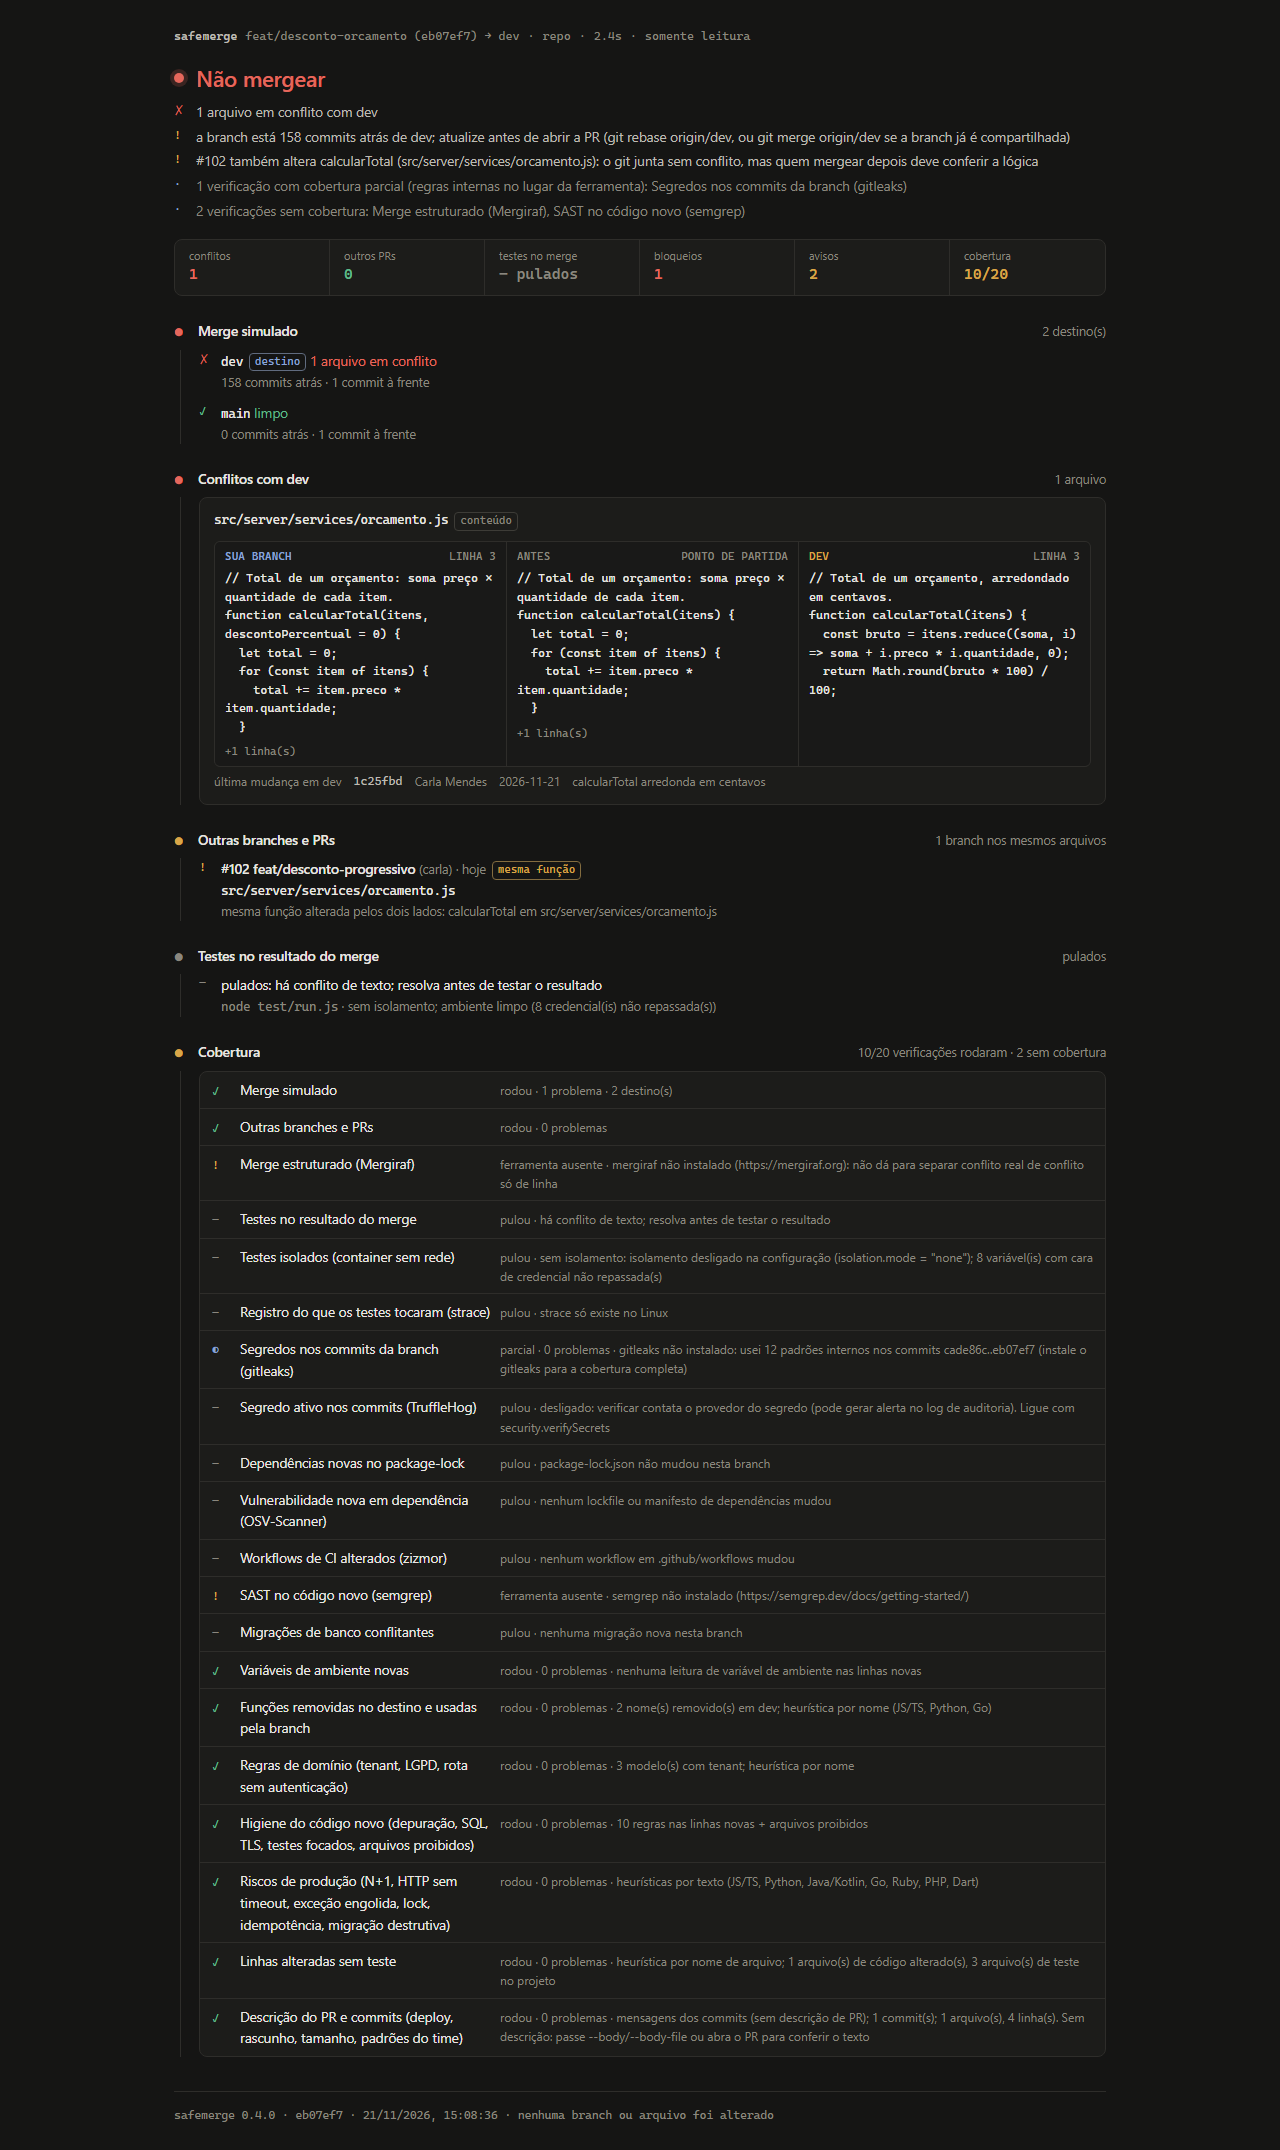 safemerge feat/desconto-orcamento (eb07ef7) → dev · repo · 2.4s · somente leitura
Não mergear
✗ 1 arquivo em conflito com dev
! a branch está 158 commits atrás de dev; atualize antes de abrir a PR (git rebase origin/dev, ou git merge origin/dev se a branch já é compartilhada)
! #102 também altera calcularTotal (src/server/services/orcamento.js): o git junta sem conflito, mas quem mergear depois deve conferir a lógica
· 1 verificação com cobertura parcial (regras internas no lugar da ferramenta): Segredos nos commits da branch (gitleaks)
· 2 verificações sem cobertura: Merge estruturado (Mergiraf), SAST no código novo (semgrep)
conflitos
1
outros PRs
0
testes no merge
— pulados
bloqueios
1
avisos
2
cobertura
10/20
Merge simulado 2 destino(s)
✗ dev destino 1 arquivo em conflito
158 commits atrás · 1 commit à frente
✓ main limpo
0 commits atrás · 1 commit à frente
Conflitos com dev 1 arquivo
src/server/services/orcamento.js conteúdo
SUA BRANCH LINHA 3
// Total de um orçamento: soma preço ×
quantidade de cada item.
function calcularTotal(itens,
descontoPercentual = 0) {
let total = 0;
for (const item of itens) {
total += item.preco *
item.quantidade;
}
+1 linha(s)
ANTES PONTO DE PARTIDA
// Total de um orçamento: soma preço ×
quantidade de cada item.
function calcularTotal(itens) {
let total = 0;
for (const item of itens) {
total += item.preco *
item.quantidade;
}
+1 linha(s)
DEV LINHA 3
// Total de um orçamento, arredondado
em centavos.
function calcularTotal(itens) {
const bruto = itens.reduce((soma, i)
=> soma + i.preco * i.quantidade, 0);
return Math.round(bruto * 100) /
100;
última mudança em dev 1c25fbd Carla Mendes 2026-11-21 calcularTotal arredonda em centavos
Outras branches e PRs 1 branch nos mesmos arquivos
! #102 feat/desconto-progressivo (carla) · hoje mesma função
src/server/services/orcamento.js
mesma função alterada pelos dois lados: calcularTotal em src/server/services/orcamento.js
Testes no resultado do merge pulados
— pulados: há conflito de texto; resolva antes de testar o resultado
node test/run.js · sem isolamento; ambiente limpo (8 credencial(is) não repassada(s))
Cobertura 10/20 verificações rodaram · 2 sem cobertura
✓ Merge simulado rodou · 1 problema · 2 destino(s)
✓ Outras branches e PRs rodou · 0 problemas
! Merge estruturado (Mergiraf) ferramenta ausente · mergiraf não instalado (https://mergiraf.org): não dá para separar conflito real de conflito
só de linha
— Testes no resultado do merge pulou · há conflito de texto; resolva antes de testar o resultado
— Testes isolados (container sem rede) pulou · sem isolamento: isolamento desligado na configuração (isolation.mode = "none"); 8 variável(is) com cara
de credencial não repassada(s)
— Registro do que os testes tocaram (strace) pulou · strace só existe no Linux
◐ Segredos nos commits da branch
(gitleaks)
parcial · 0 problemas · gitleaks não instalado: usei 12 padrões internos nos commits cade86c..eb07ef7 (instale o
gitleaks para a cobertura completa)
— Segredo ativo nos commits (TruffleHog) pulou · desligado: verificar contata o provedor do segredo (pode gerar alerta no log de auditoria). Ligue com
security.verifySecrets
— Dependências novas no package-lock pulou · package-lock.json não mudou nesta branch
— Vulnerabilidade nova em dependência
(OSV-Scanner)
pulou · nenhum lockfile ou manifesto de dependências mudou
— Workflows de CI alterados (zizmor) pulou · nenhum workflow em .github/workflows mudou
! SAST no código novo (semgrep) ferramenta ausente · semgrep não instalado (https://semgrep.dev/docs/getting-started/)
— Migrações de banco conflitantes pulou · nenhuma migração nova nesta branch
✓ Variáveis de ambiente novas rodou · 0 problemas · nenhuma leitura de variável de ambiente nas linhas novas
✓ Funções removidas no destino e usadas
pela branch
rodou · 0 problemas · 2 nome(s) removido(s) em dev; heurística por nome (JS/TS, Python, Go)
✓ Regras de domínio (tenant, LGPD, rota
sem autenticação)
rodou · 0 problemas · 3 modelo(s) com tenant; heurística por nome
✓ Higiene do código novo (depuração, SQL,
TLS, testes focados, arquivos proibidos)
rodou · 0 problemas · 10 regras nas linhas novas + arquivos proibidos
✓ Riscos de produção (N+1, HTTP sem
timeout, exceção engolida, lock,
idempotência, migração destrutiva)
rodou · 0 problemas · heurísticas por texto (JS/TS, Python, Java/Kotlin, Go, Ruby, PHP, Dart)
✓ Linhas alteradas sem teste rodou · 0 problemas · heurística por nome de arquivo; 1 arquivo(s) de código alterado(s), 3 arquivo(s) de teste
no projeto
✓ Descrição do PR e commits (deploy,
rascunho, tamanho, padrões do time)
rodou · 0 problemas · mensagens dos commits (sem descrição de PR); 1 commit(s); 1 arquivo(s), 4 linha(s). Sem
descrição: passe --body/--body-file ou abra o PR para conferir o texto
safemerge 0.4.0 · eb07ef7 · 21/11/2026, 15:08:36 · nenhuma branch ou arquivo foi alterado